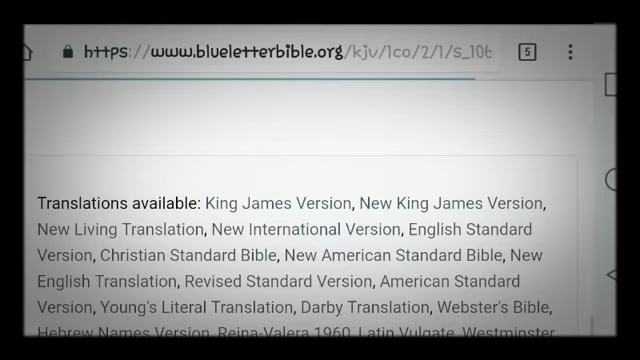 https://www.blueletterbible.org/kjv/1co/2/1/s_106
5
Translations available: King James Version, New King James Version,
New Living Translation, New International Version, English Standard
Version, Christian Standard Bible, New American Standard Bible, New
English Translation, Revised Standard Version, American Standard
Version, Young's Literal Translation, Darby Translation, Webster's Bible,
Hebrew Names Version, Reina-Valera 1960, Latin Vulgate, Westminster